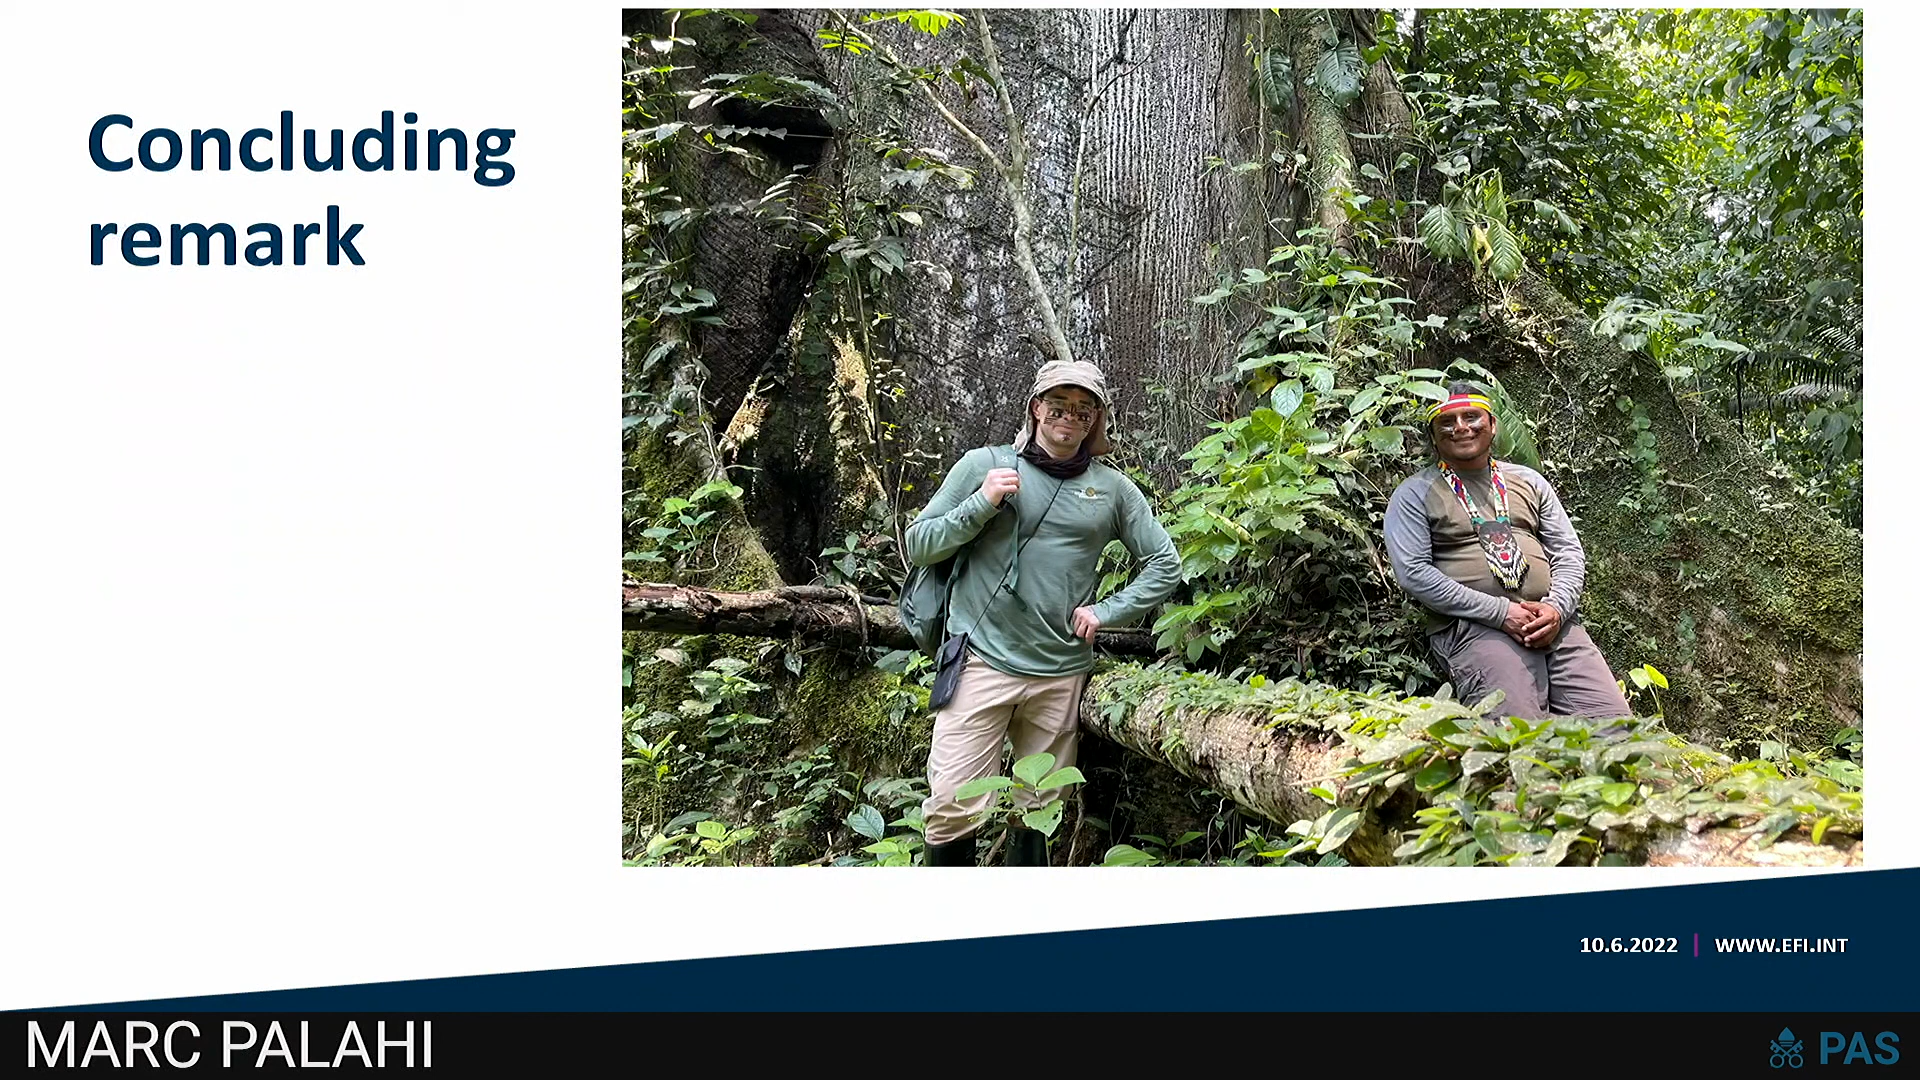 Concluding
remark
10.6.2022 | WWW.EFI.INT
MARC PALAHI
PAS